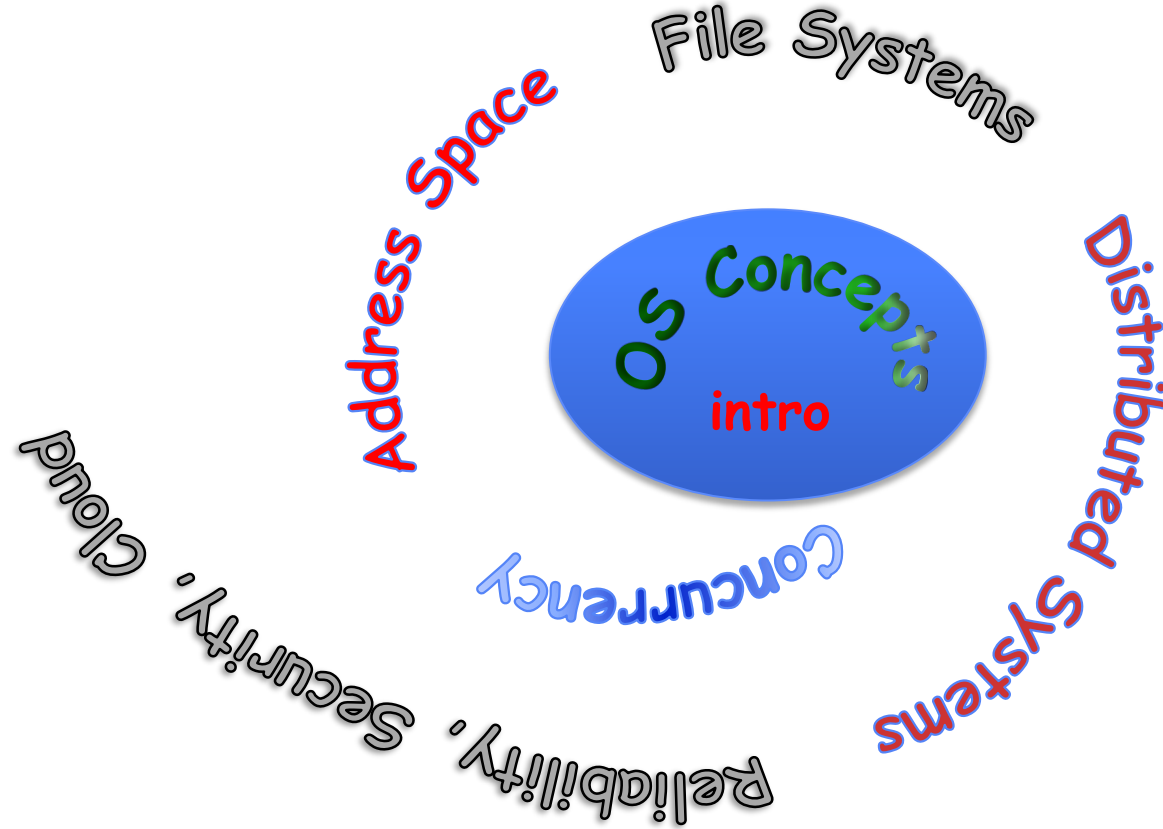 OS Concepts
intro
Concurrency
Address Space
File Systems
Distributed Systems
Reliability, Security, Cloud